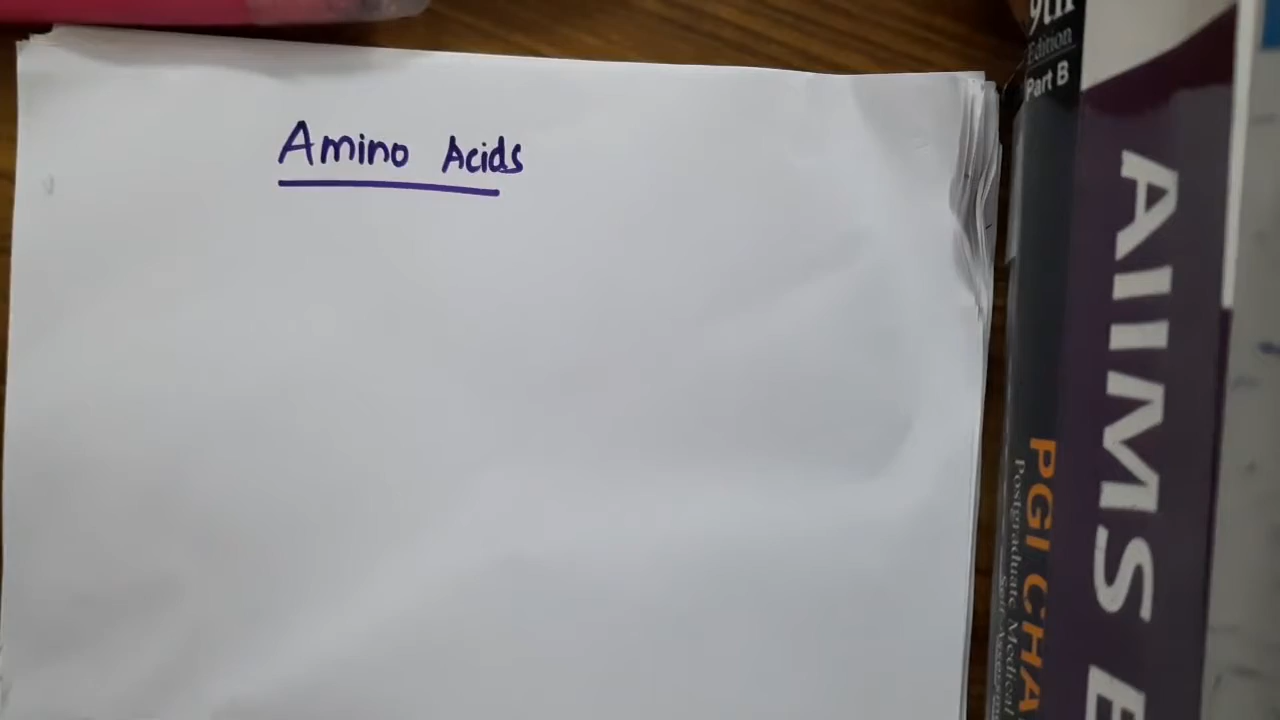 Amino Acids
9th
Edition
Part B
PGI CHA
Postgraduate Medical
AIIMS E